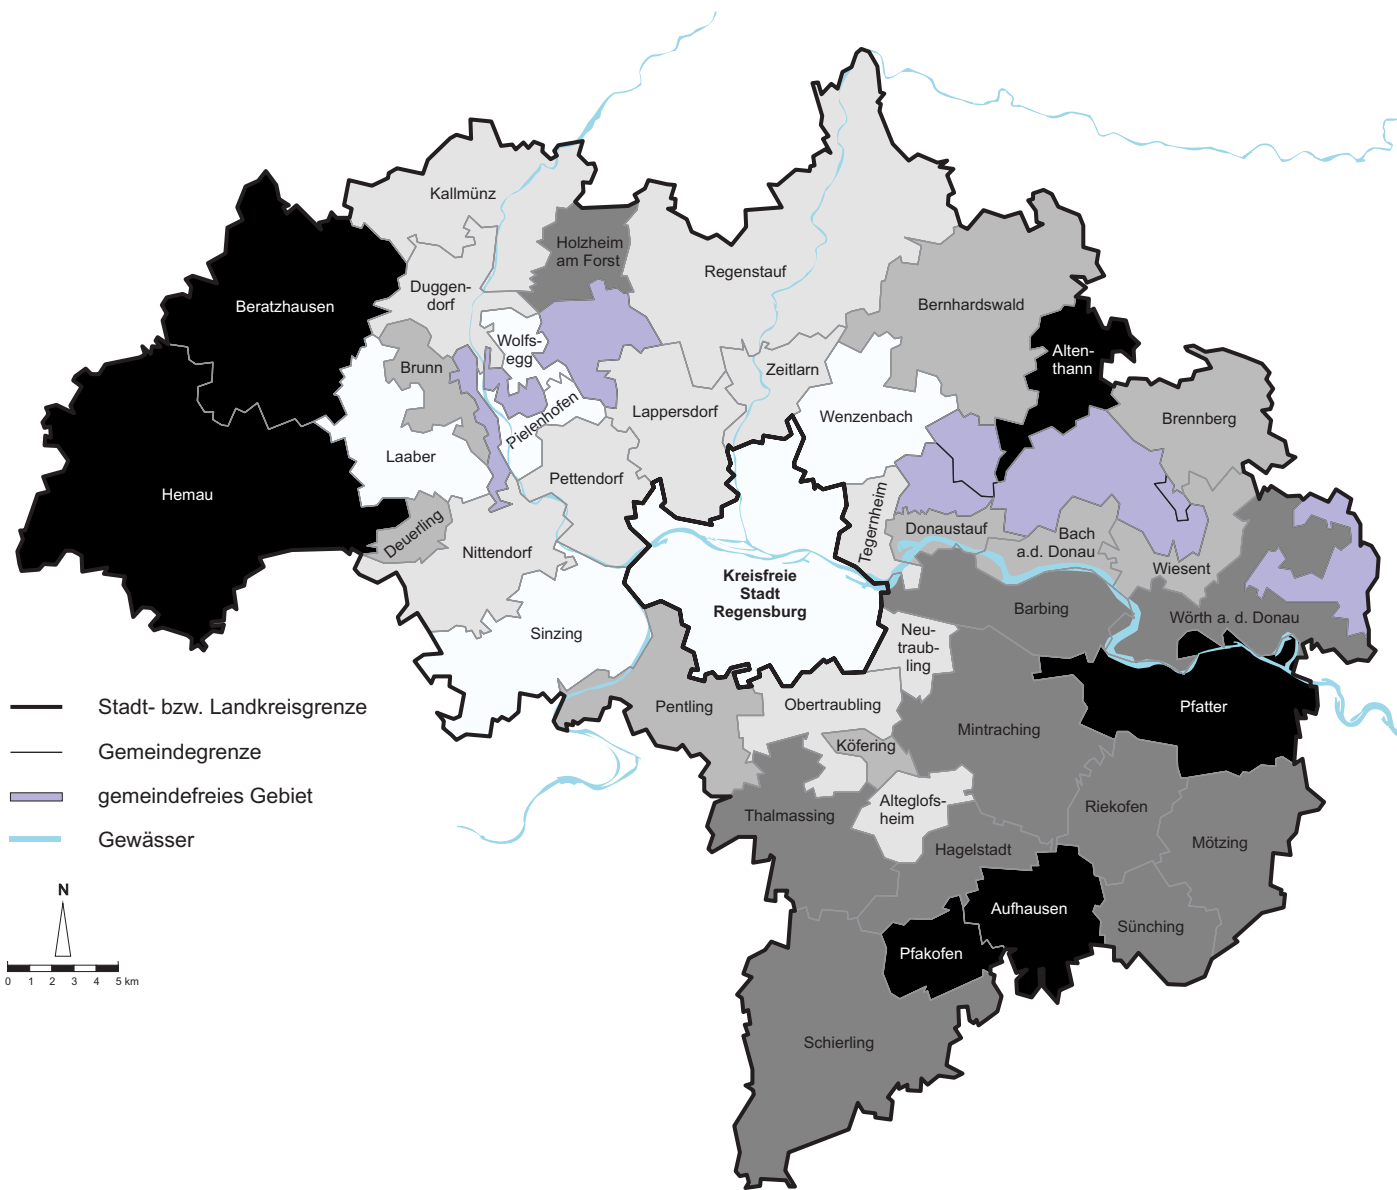 Kallmünz
Holzheim
am Forst
Regenstauf
Duggen-
dorf
Beratzhausen
Bernhardswald
Wolfs-
egg
Alten-
thann
Brunn
Zeitlarn
Pielenhofen
Lappersdorf
Wenzenbach
Brennberg
Laaber
Hemau
Pettendorf
Deuerling
Nittendorf
Tegernheim
Donaustauf
Bach
a.d. Donau
Wiesent
Kreisfreie
Stadt
Regensburg
Barbing
Wörth a. d. Donau
Sinzing
Neu-
traub-
ling
Pentling
Obertraubling
Mintraching
Pfatter
Köfering
Stadt- bzw. Landkreisgrenze
Gemeindegrenze
gemeindefreies Gebiet
Gewässer
Thalmassing
Alteglofs-
heim
Riekofen
Mötzing
Hagelstadt
Aufhausen
Sünching
Pfakofen
Schierling
N
0 1 2 3 4 5 km